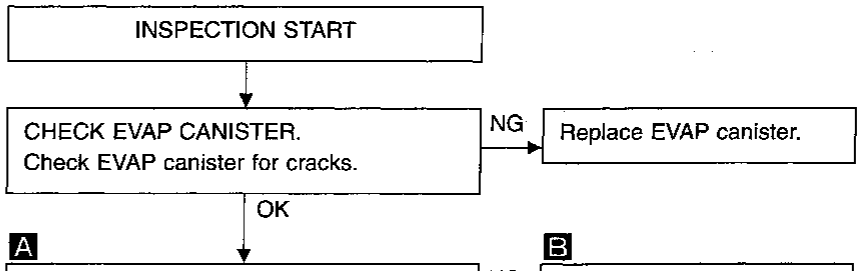 INSPECTION START
CHECK EVAP CANISTER.
Check EVAP canister for cracks.
NG
Replace EVAP canister.
OK
A
B